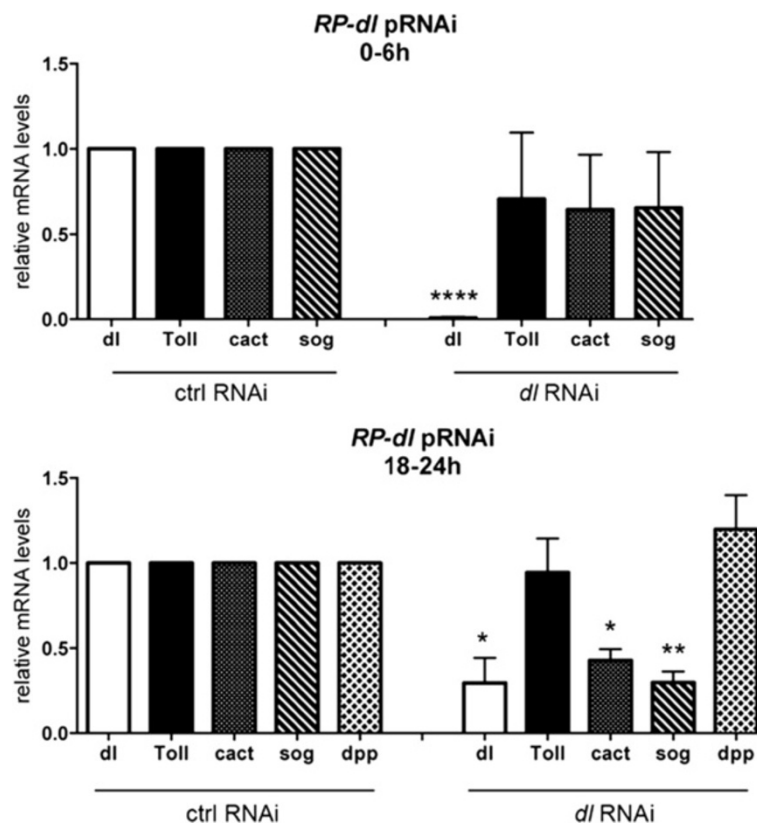 RP-dl pRNAi
0-6h
relative mRNA levels
1.5
1.0
0.5
0.0
****
dl Toll cact sog dl Toll cact sog
ctrl RNAi dl RNAi
RP-dl pRNAi
18-24h
relative mRNA levels
1.5
1.0
0.5
0.0
* * **
dl Toll cact sog dpp dl Toll cact sog dpp
ctrl RNAi dl RNAi